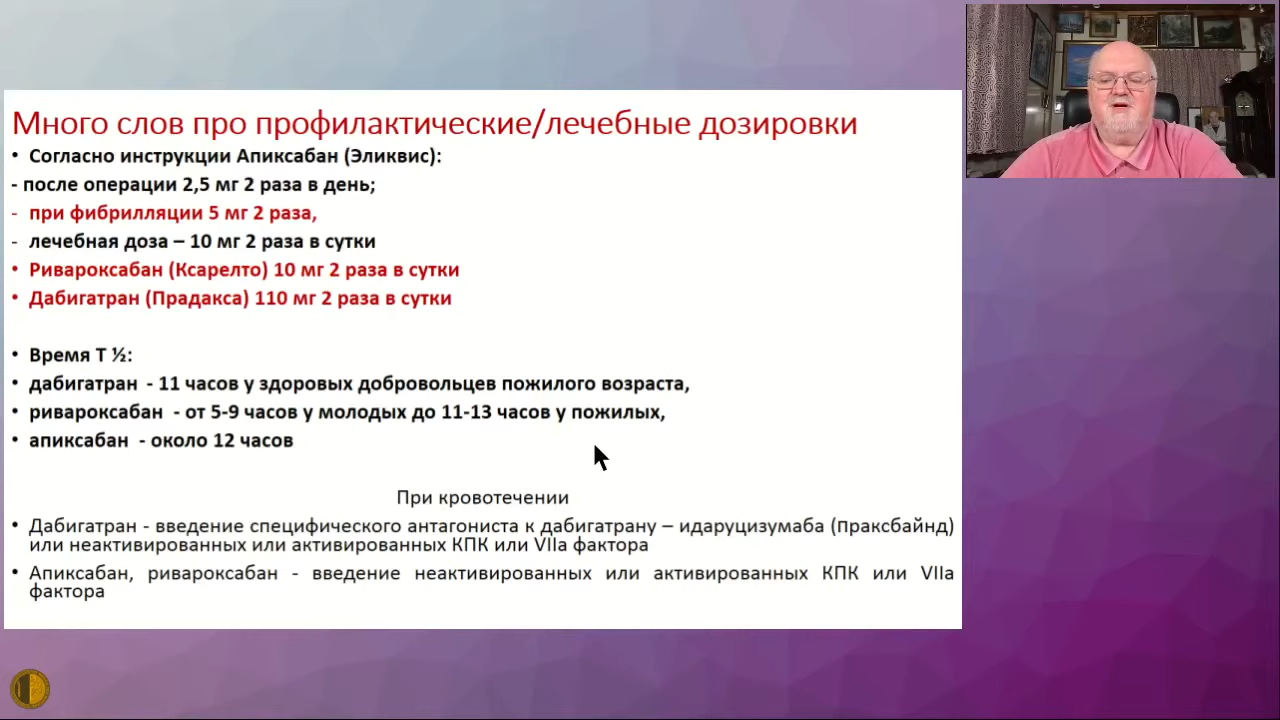 Много слов про профилактические/лечебные дозировки
• Согласно инструкции Апиксабан (Эликвис):
- после операции 2,5 мг 2 раза в день;
- при фибрилляции 5 мг 2 раза,
- лечебная доза – 10 мг 2 раза в сутки
• Ривароксабан (Ксарелто) 10 мг 2 раза в сутки
• Дабигатран (Прадакса) 110 мг 2 раза в сутки
• Время Т ½:
• дабигатран - 11 часов у здоровых добровольцев пожилого возраста,
• ривароксабан - от 5-9 часов у молодых до 11-13 часов у пожилых,
• апиксабан - около 12 часов
При кровотечении
• Дабигатран - введение специфического антагониста к дабигатрану – идаруцизумаба (Праксбайнд)
или неактивированных или активированных КПК или VIIa фактора
• Апиксабан, ривароксабан - введение неактивированных или активированных КПК или VIIa
фактора